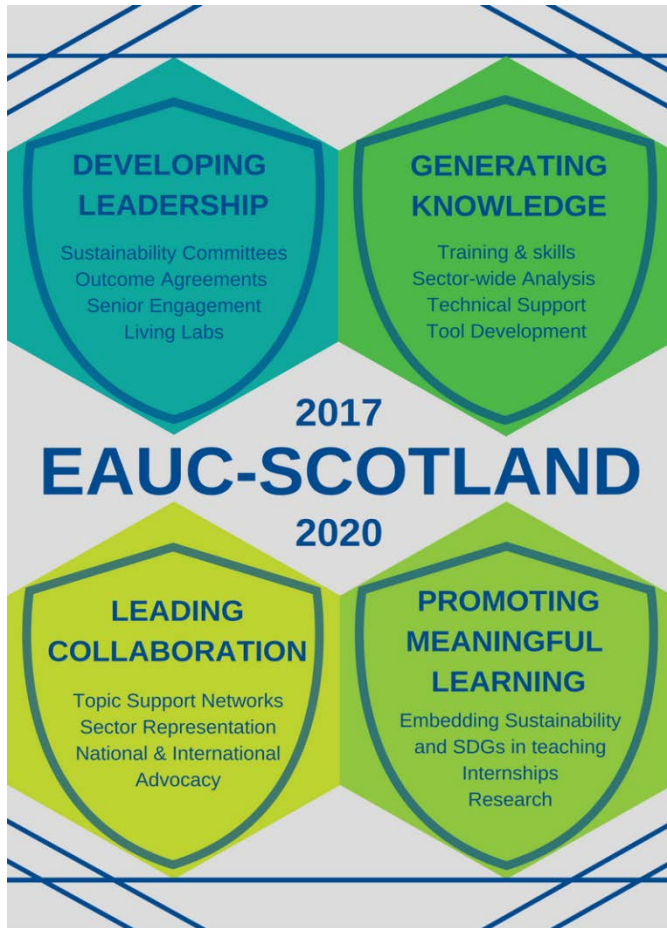 DEVELOPING
LEADERSHIP
Sustainability Committees
Outcome Agreements
Senior Engagement
Living Labs
GENERATING
KNOWLEDGE
Training & skills
Sector-wide Analysis
Technical Support
Tool Development
2017
EAUC-SCOTLAND
2020
LEADING
COLLABORATION
Topic Support Networks
Sector Representation
National & International
Advocacy
PROMOTING
MEANINGFUL
LEARNING
Embedding Sustainability
and SDGs in teaching
Internships
Research